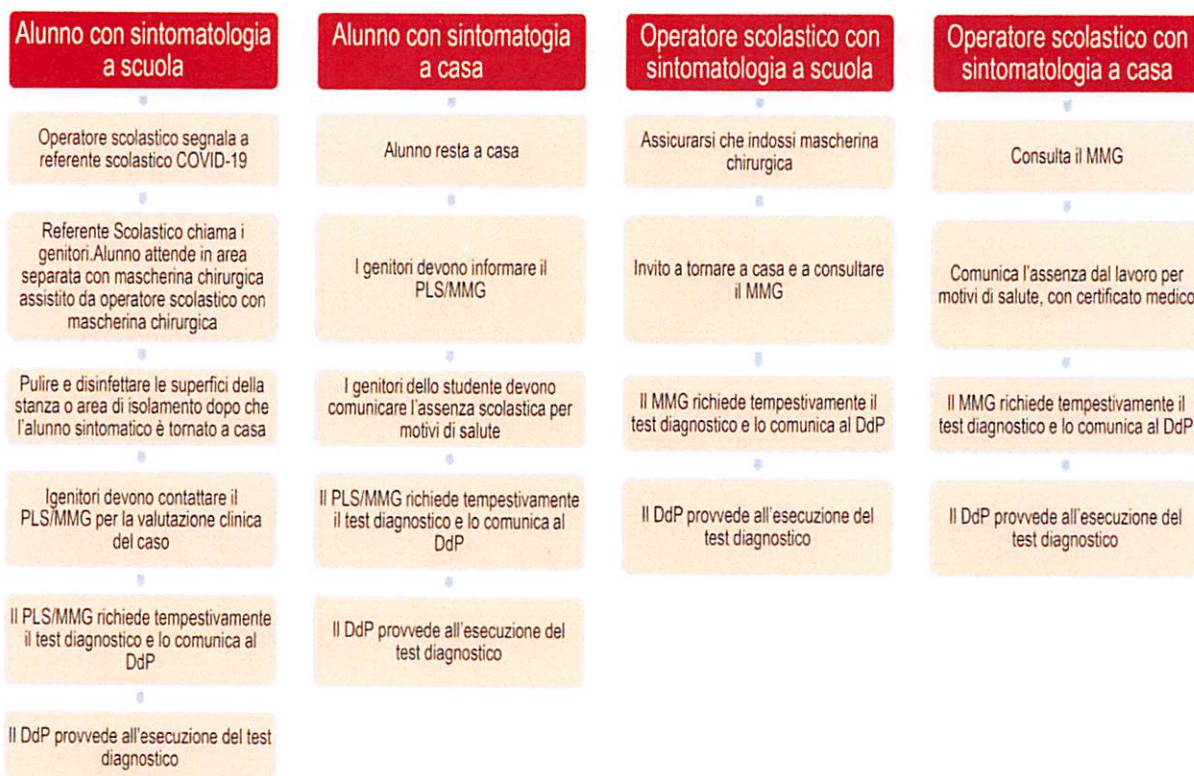 Alunno con sintomatologia
a scuola
Operatore scolastico segnala a
referente scolastico COVID-19
Referente Scolastico chiama i
genitori.Alunno attende in area
separata con mascherina chirurgica
assistito da operatore scolastico con
mascherina chirurgica
Pulire e disinfettare le superfici della
stanza o area di isolamento dopo che
l'alunno sintomatico è tornato a casa
Igenitori devono contattare il
PLS/MMG per la valutazione clinica
del caso
Il PLS/MMG richiede tempestivamente
il test diagnostico e lo comunica al
DdP
Il DdP provvede all'esecuzione del test
diagnostico
Alunno con sintomatogia
a casa
Alunno resta a casa
I genitori devono informare il
PLS/MMG
I genitori dello studente devono
comunicare l'assenza scolastica per
motivi di salute
Il PLS/MMG richiede tempestivamente
il test diagnostico e lo comunica al
DdP
Il DdP provvede all'esecuzione del
test diagnostico
Operatore scolastico con
sintomatologia a scuola
Assicurarsi che indossi mascherina
chirurgica
Invito a tornare a casa e a consultare
il MMG
Il MMG richiede tempestivamente il
test diagnostico e lo comunica al DdP
Il DdP provvede all'esecuzione del
test diagnostico
Operatore scolastico con
sintomatologia a casa
Consulta il MMG
Comunica l'assenza dal lavoro per
motivi di salute, con certificato medico
Il MMG richiede tempestivamente il
test diagnostico e lo comunica al DdP
Il DdP provvede all'esecuzione del
test diagnostico